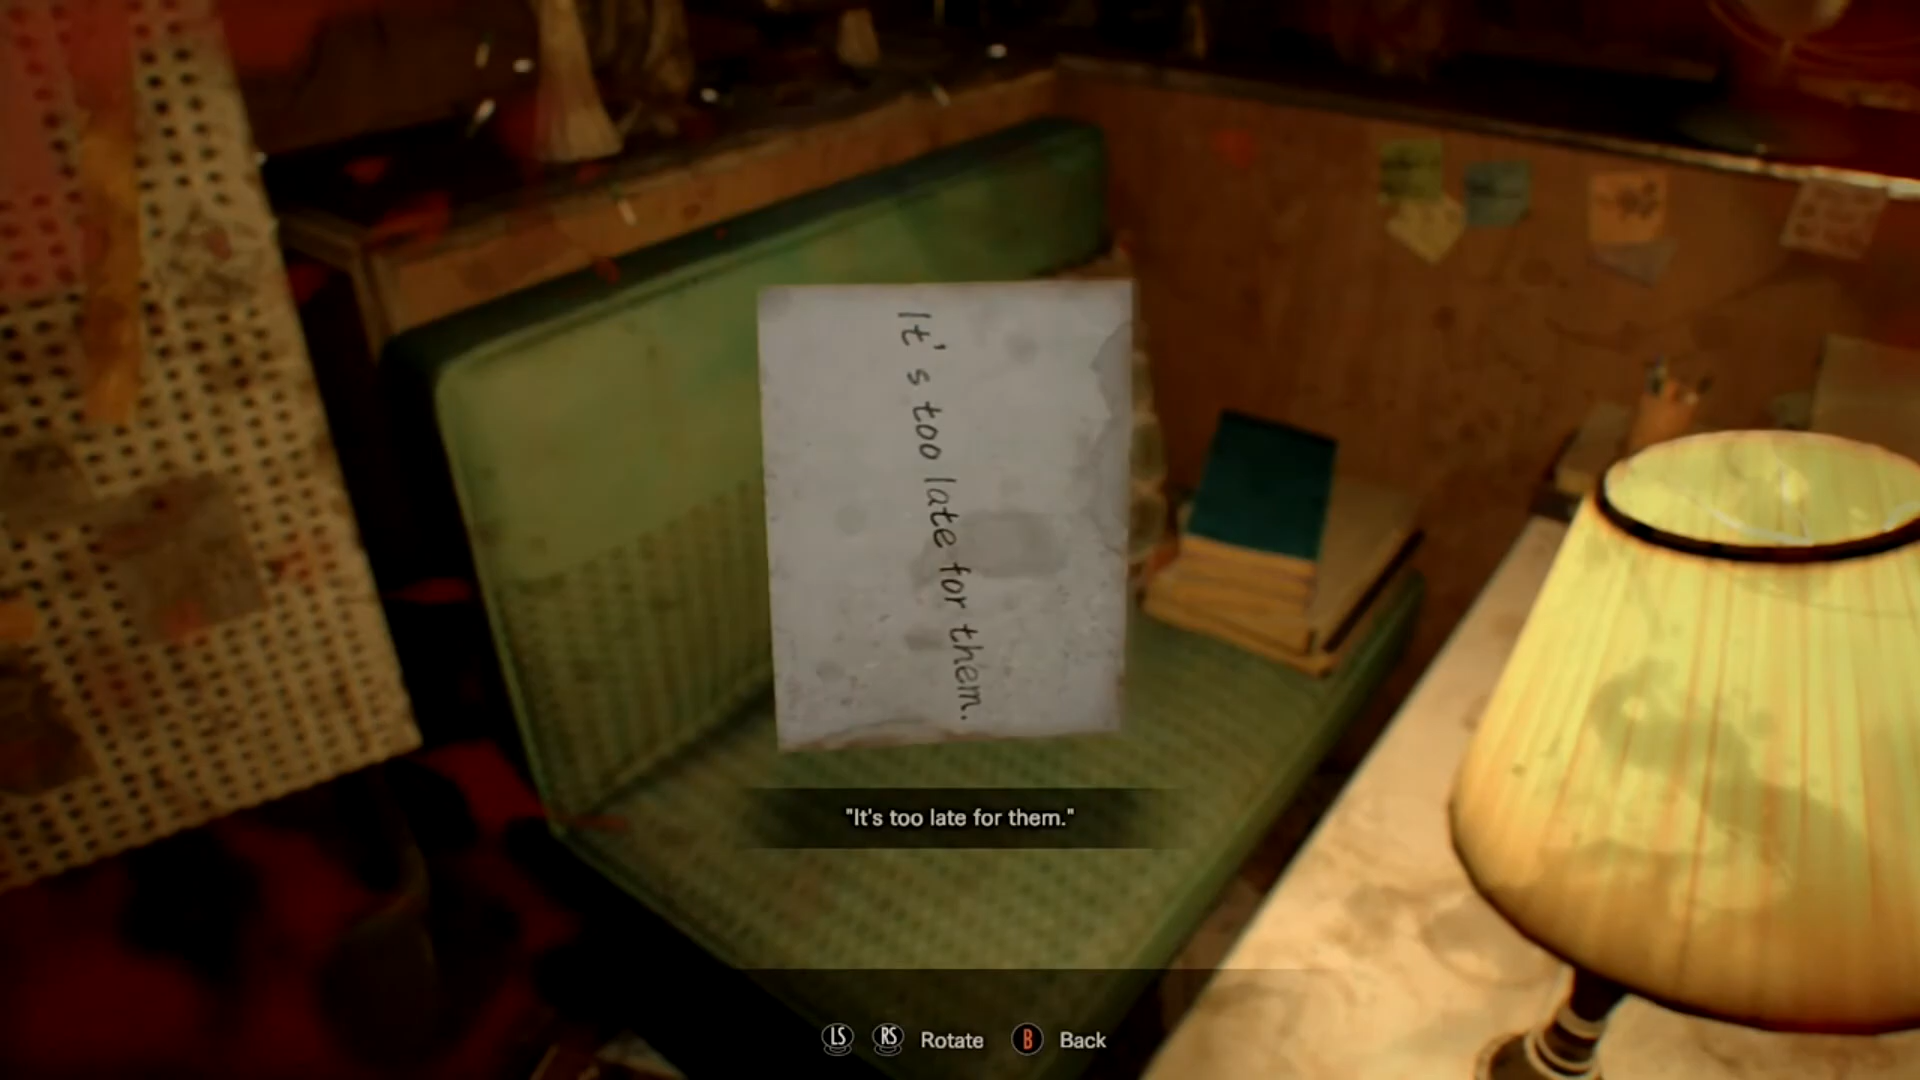 It's too late for them.
"It's too late for them."
LS RS Rotate B Back